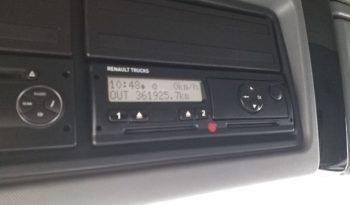 RENAULT TRUCKS
10:48 0km/h
OUT 361925.7km
1 2